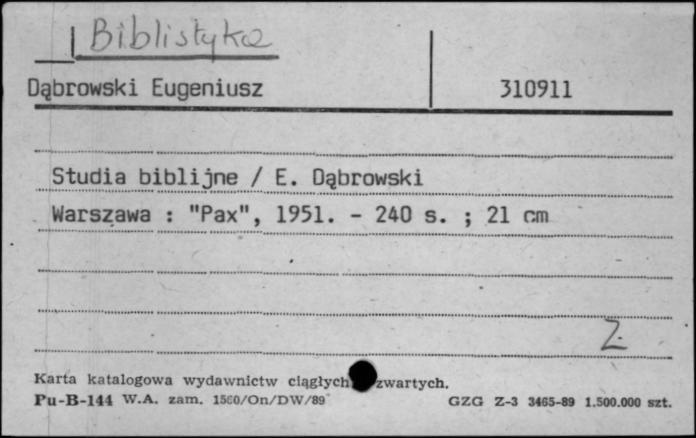 Biblistyka
Dąbrowski Eugeniusz 310911
Studia biblijne / E. Dąbrowski
Warszawa : "Pax", 1951. - 240 s. ; 21 cm
Z
Karta katalogowa wydawnictw ciągłych zwartych.
Pu-B-144 W.A. zam. 1560/On/DW/89 GZG Z-3 3465-89 1.500.000 szt.